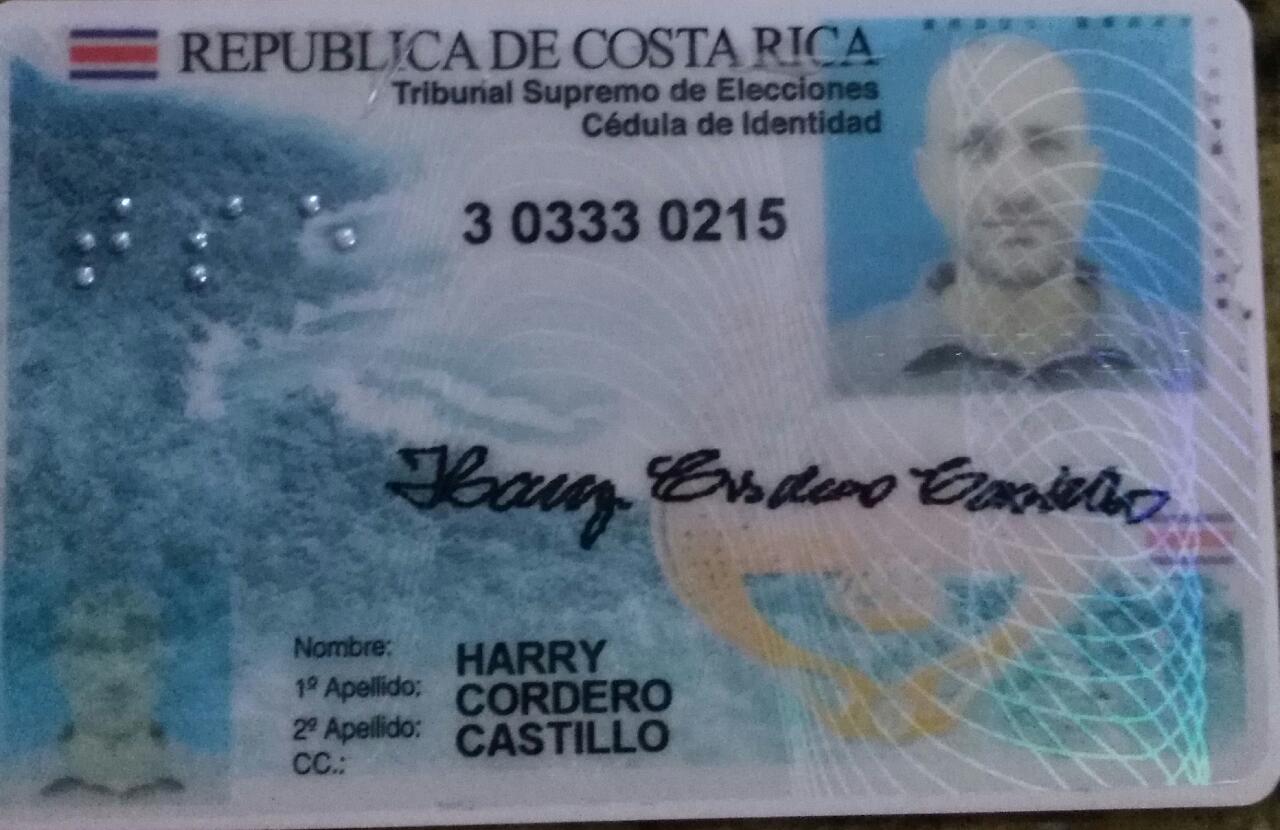 REPUBLICA DE COSTA RICA
Tribunal Supremo de Elecciones
Cédula de Identidad
3 0333 0215
Harry Cordero Castillo
Nombre: HARRY
1º Apellido: CORDERO
2º Apellido: CASTILLO
CC.: